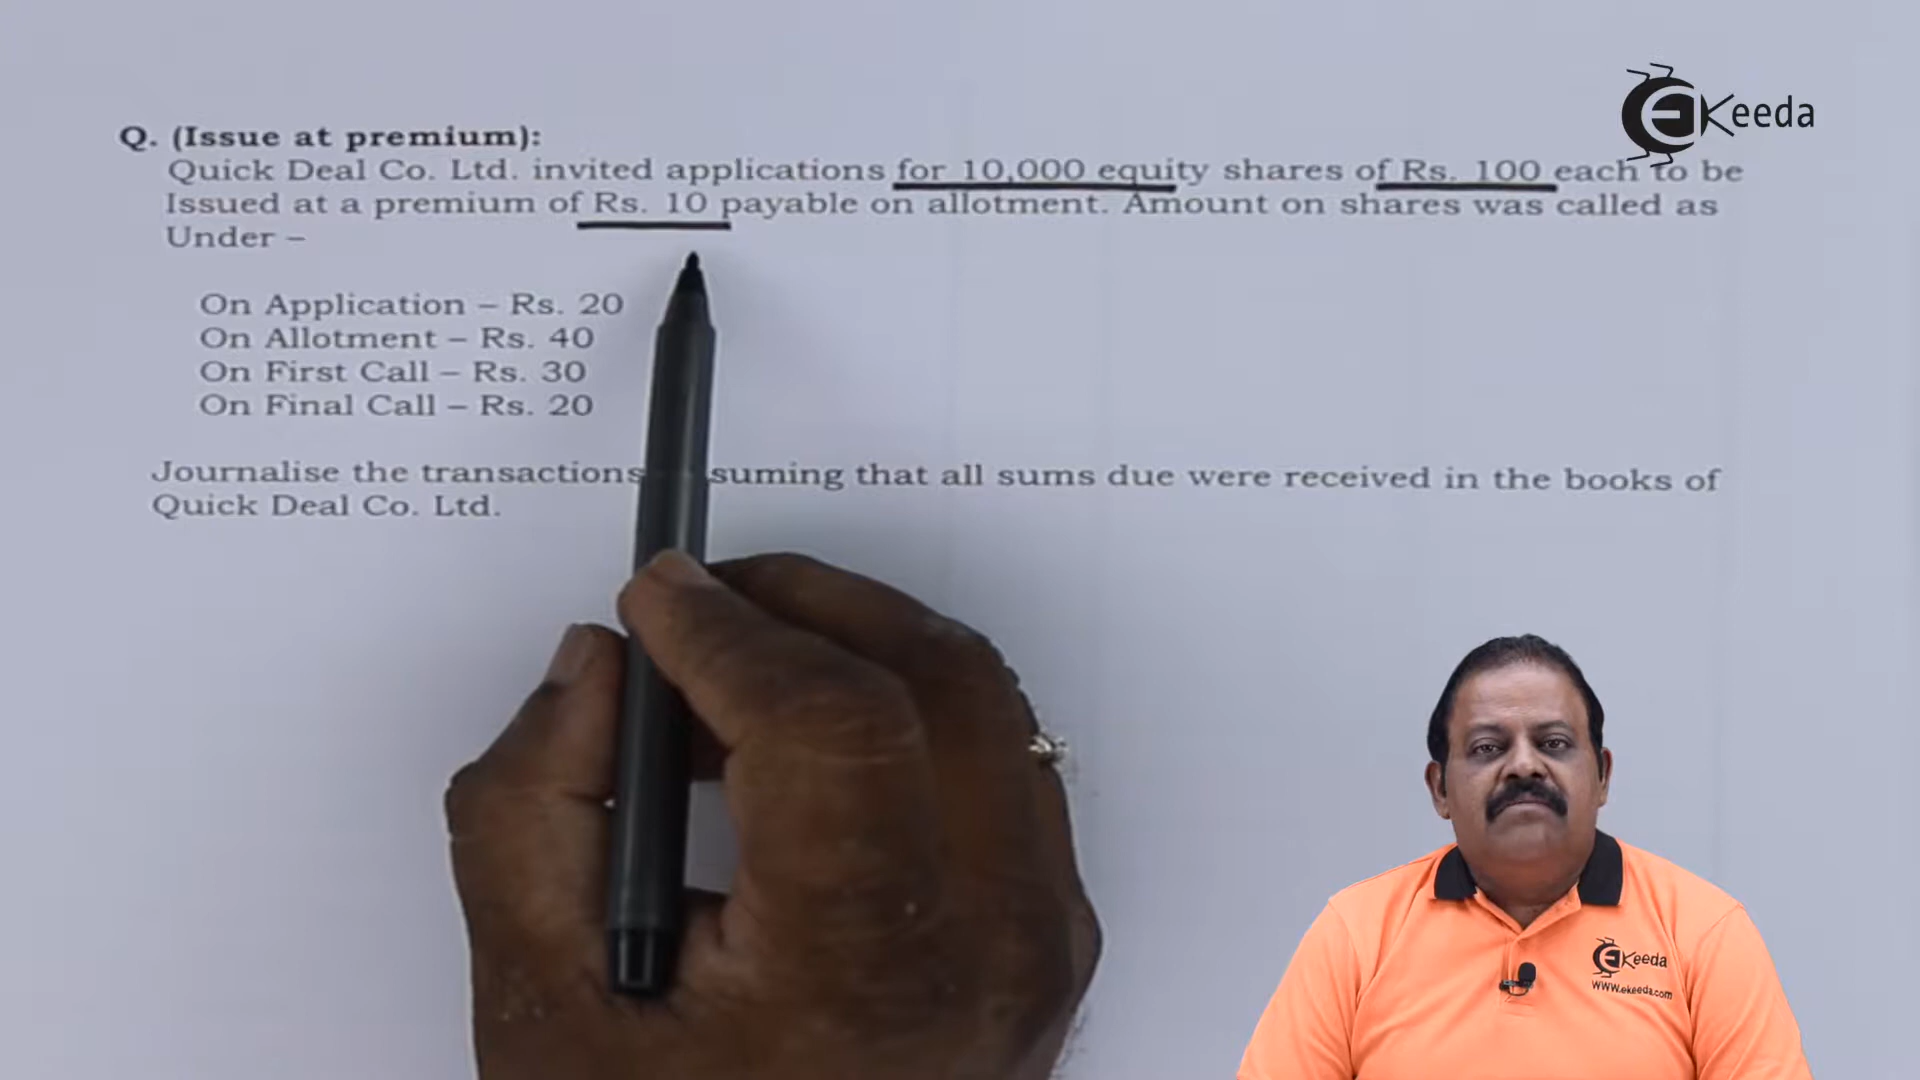 Keeda
Q. (Issue at premium):
Quick Deal Co. Ltd. invited applications for 10,000 equity shares of Rs. 100 each to be
Issued at a premium of Rs. 10 payable on allotment. Amount on shares was called as
Under –
On Application – Rs. 20
On Allotment – Rs. 40
On First Call – Rs. 30
On Final Call – Rs. 20
Journalise the transactions suming that all sums due were received in the books of
Quick Deal Co. Ltd.
Keeda
www.ekeeda.com